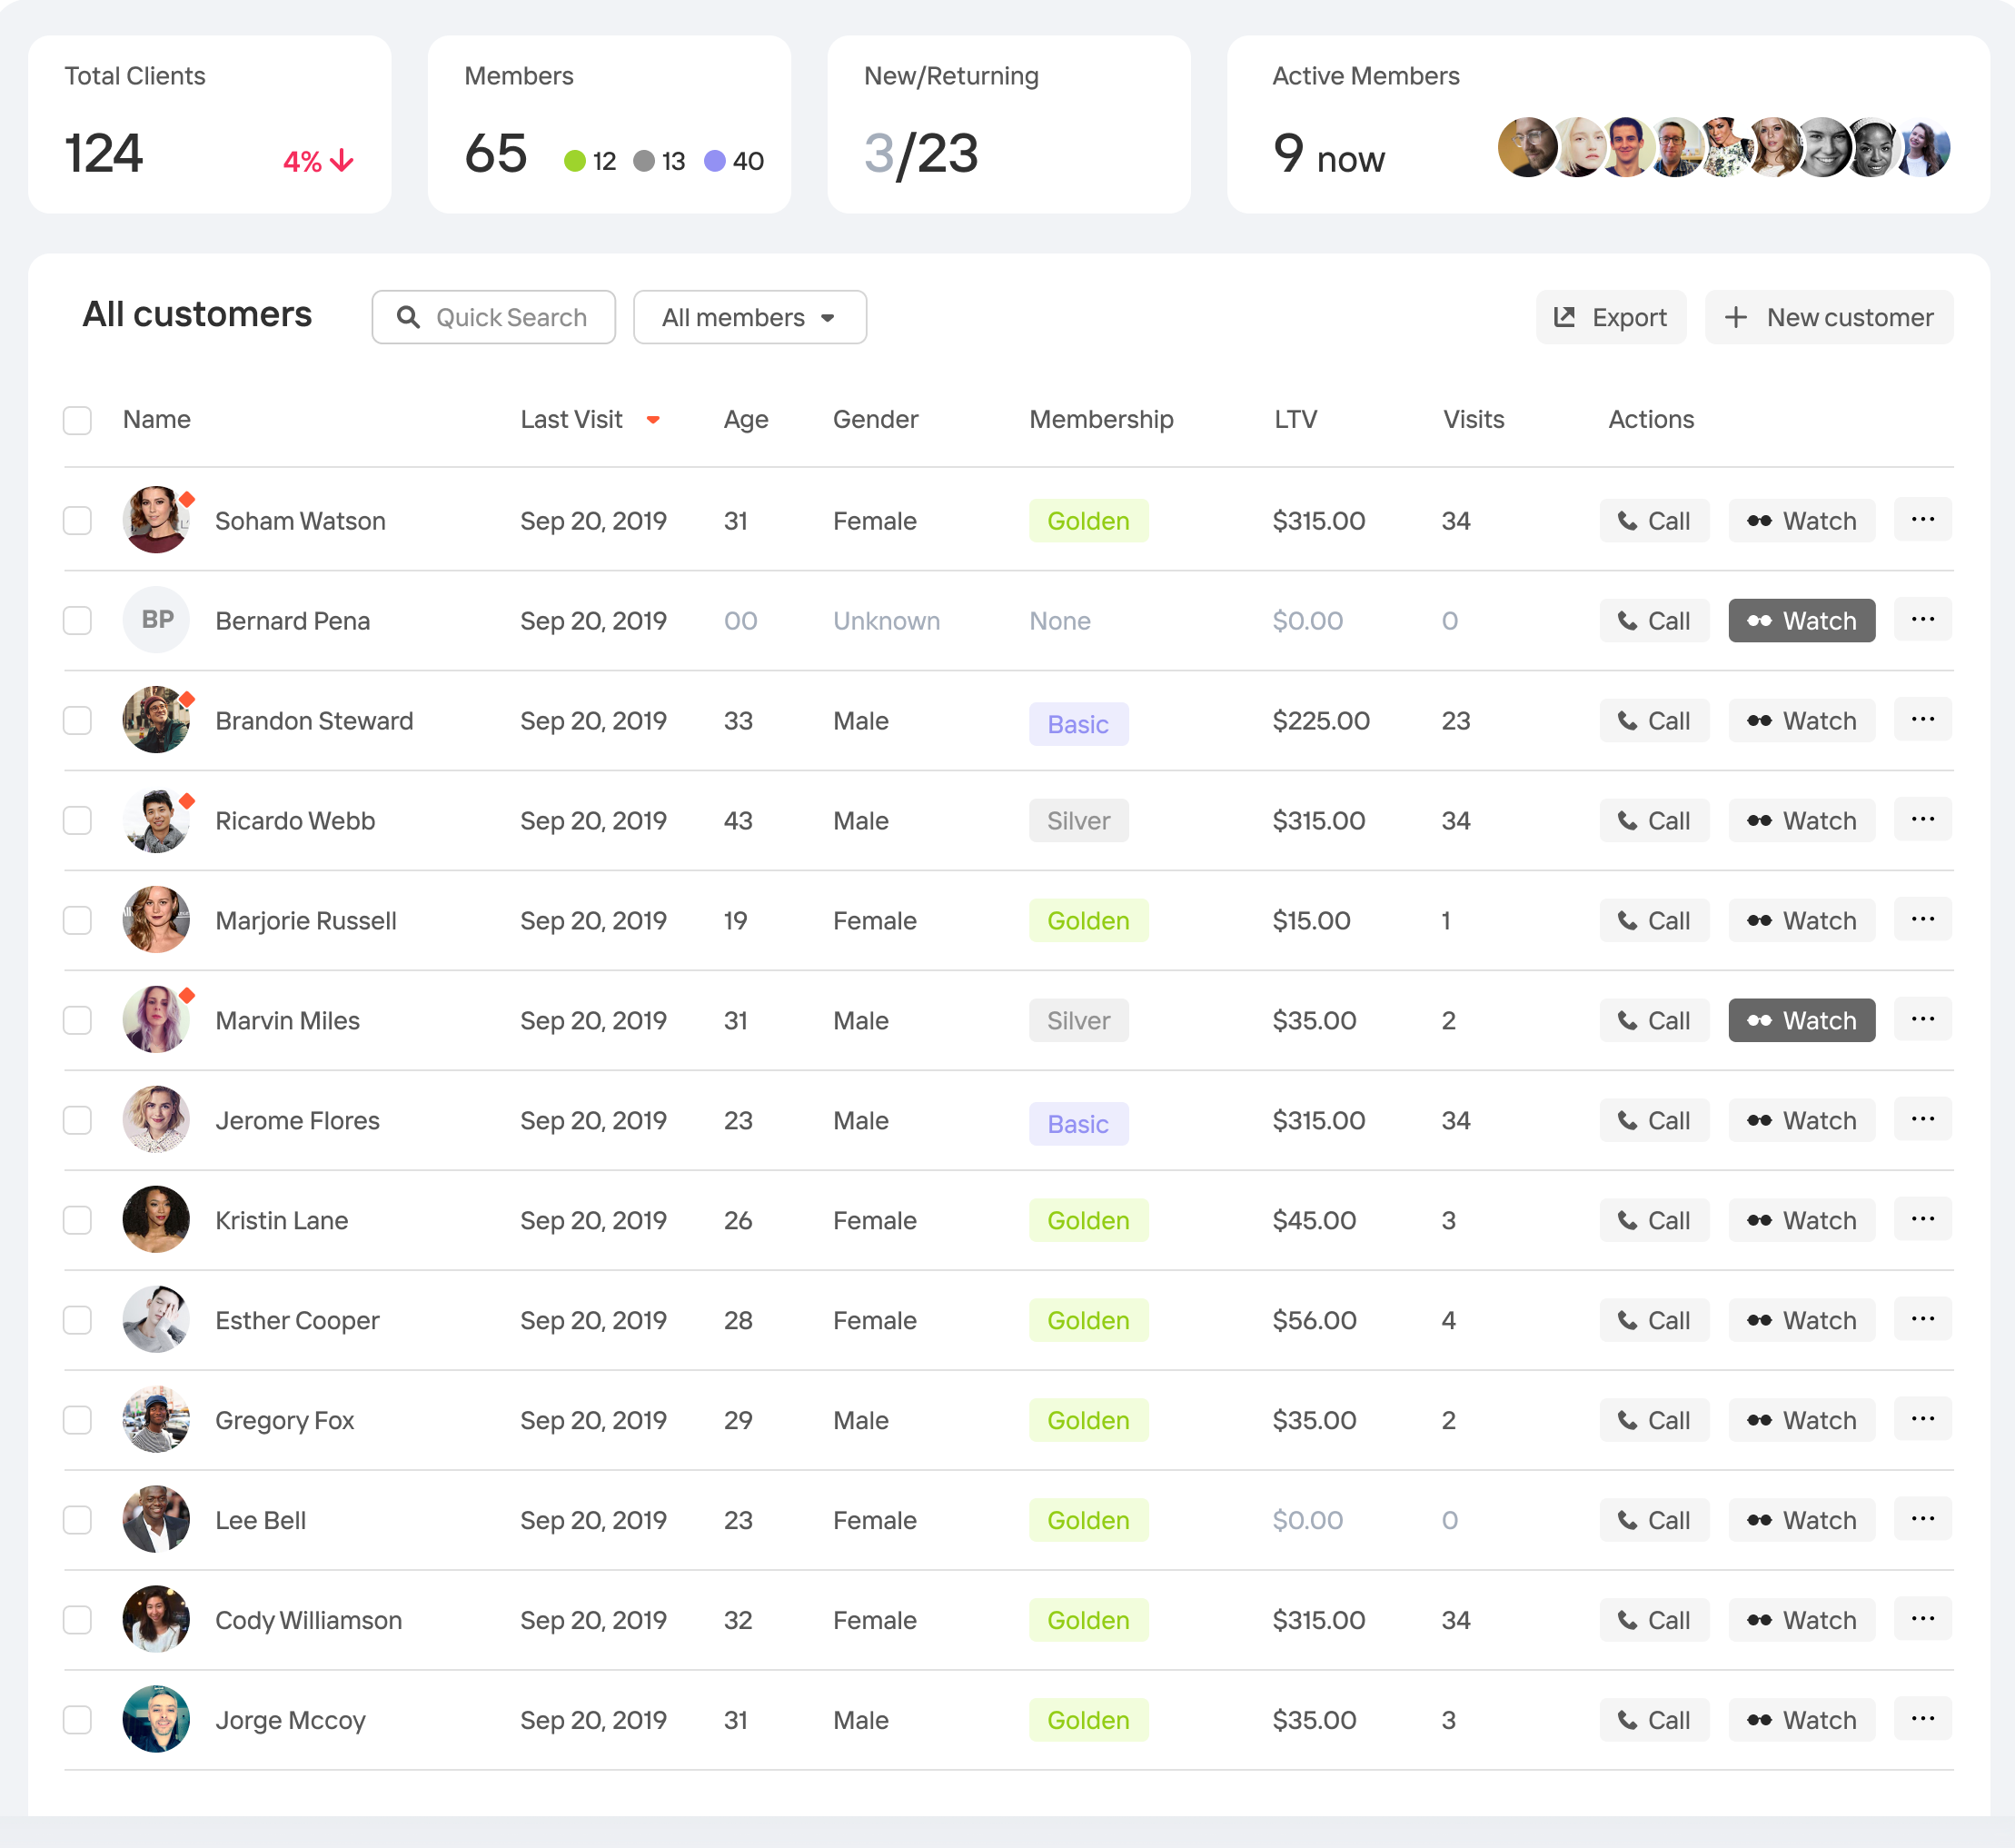 Total Clients
124 4%
Members
65 12 13 40
New/Returning
3/23
Active Members
9 now
All customers Quick Search All members Export New customer
Name Last Visit Age Gender Membership LTV Visits Actions
Soham Watson Sep 20, 2019 31 Female Golden $315.00 34 Call Watch ...
BP Bernard Pena Sep 20, 2019 00 Unknown None $0.00 0 Call Watch ...
Brandon Steward Sep 20, 2019 33 Male Basic $225.00 23 Call Watch ...
Ricardo Webb Sep 20, 2019 43 Male Silver $315.00 34 Call Watch ...
Marjorie Russell Sep 20, 2019 19 Female Golden $15.00 1 Call Watch ...
Marvin Miles Sep 20, 2019 31 Male Silver $35.00 2 Call Watch ...
Jerome Flores Sep 20, 2019 23 Male Basic $315.00 34 Call Watch ...
Kristin Lane Sep 20, 2019 26 Female Golden $45.00 3 Call Watch ...
Esther Cooper Sep 20, 2019 28 Female Golden $56.00 4 Call Watch ...
Gregory Fox Sep 20, 2019 29 Male Golden $35.00 2 Call Watch ...
Lee Bell Sep 20, 2019 23 Female Golden $0.00 0 Call Watch ...
Cody Williamson Sep 20, 2019 32 Female Golden $315.00 34 Call Watch ...
Jorge Mccoy Sep 20, 2019 31 Male Golden $35.00 3 Call Watch ...